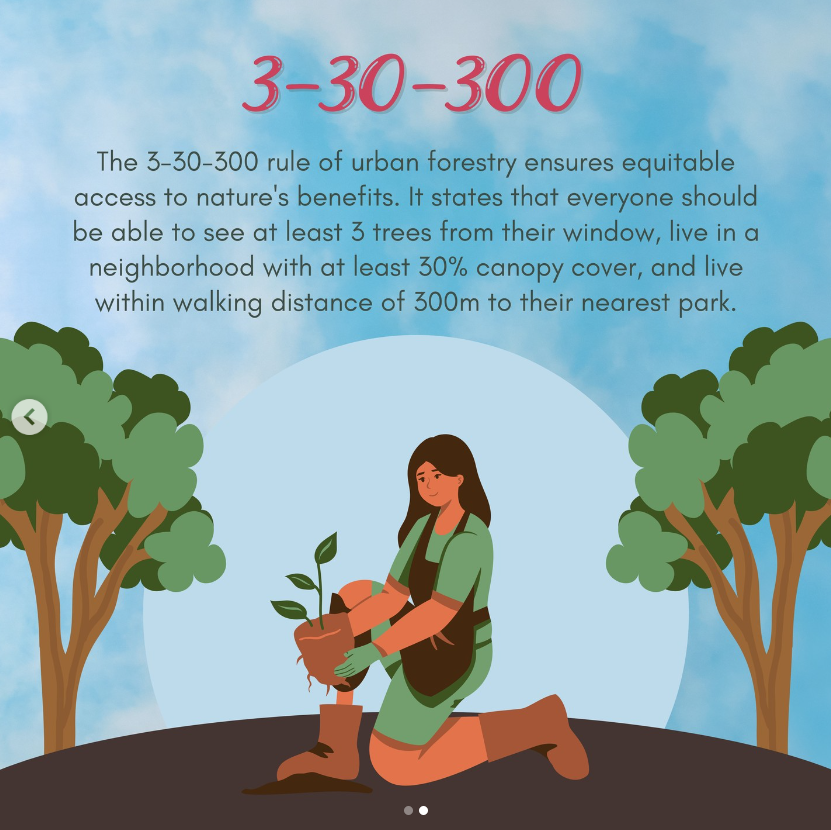 3-30-300
The 3-30-300 rule of urban forestry ensures equitable
access to nature's benefits. It states that everyone should
be able to see at least 3 trees from their window, live in a
neighborhood with at least 30% canopy cover, and live
within walking distance of 300m to their nearest park.